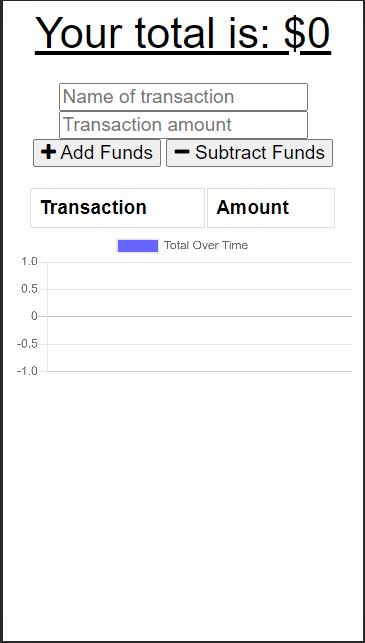 Your total is: $0
Name of transaction
Transaction amount
+ Add Funds − Subtract Funds
Transaction Amount
Total Over Time
1.0
0.5
0
-0.5
-1.0